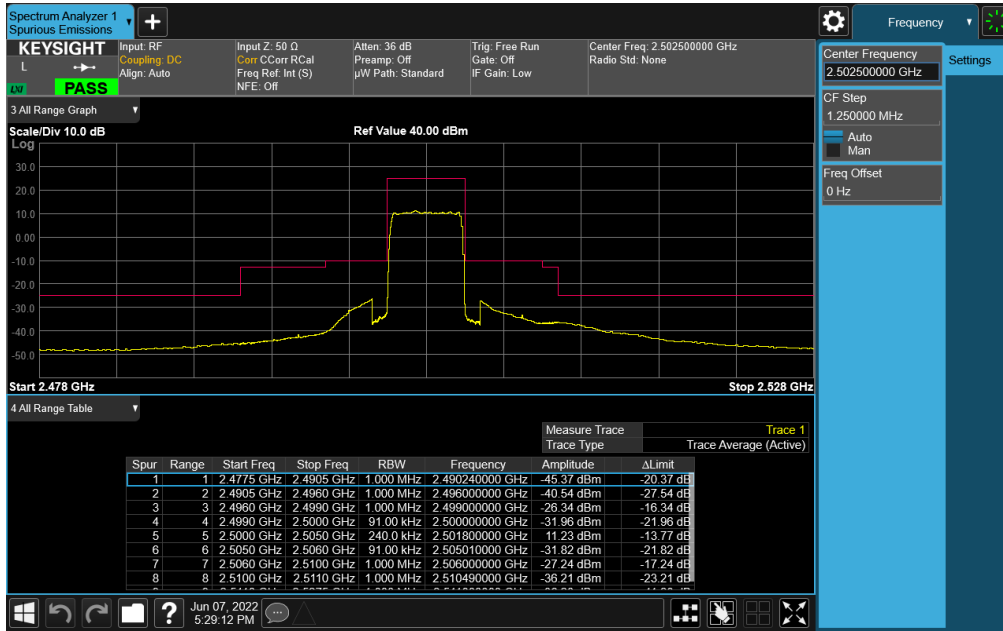 Spectrum Analyzer 1
Spurious Emissions
Frequency
KEYSIGHT
L
LXI
PASS
Input: RF
Coupling: DC
Align: Auto
Input Z: 50 Ω
Corr CCorr RCal
Freq Ref: Int (S)
NFE: Off
Atten: 36 dB
Preamp: Off
µW Path: Standard
Trig: Free Run
Gate: Off
IF Gain: Low
Center Freq: 2.502500000 GHz
Radio Std: None
Center Frequency
2.502500000 GHz
Settings
CF Step
1.250000 MHz
Auto
Man
Freq Offset
0 Hz
3 All Range Graph
Scale/Div 10.0 dB
Ref Value 40.00 dBm
Log
30.0
20.0
10.0
0.00
-10.0
-20.0
-30.0
-40.0
-50.0
Start 2.478 GHz
Stop 2.528 GHz
4 All Range Table
Measure Trace Trace 1
Trace Type Trace Average (Active)
Spur Range Start Freq Stop Freq RBW Frequency Amplitude ΔLimit
1 1 2.4775 GHz 2.4905 GHz 1.000 MHz 2.490240000 GHz -45.37 dBm -20.37 dB
2 2 2.4905 GHz 2.4960 GHz 1.000 MHz 2.496000000 GHz -40.54 dBm -27.54 dB
3 3 2.4960 GHz 2.4990 GHz 1.000 MHz 2.499000000 GHz -26.34 dBm -16.34 dB
4 4 2.4990 GHz 2.5000 GHz 91.00 kHz 2.500000000 GHz -31.96 dBm -21.96 dB
5 5 2.5000 GHz 2.5050 GHz 240.0 kHz 2.501800000 GHz 11.23 dBm -13.77 dB
6 6 2.5050 GHz 2.5060 GHz 91.00 kHz 2.505010000 GHz -31.82 dBm -21.82 dB
7 7 2.5060 GHz 2.5100 GHz 1.000 MHz 2.506000000 GHz -27.24 dBm -17.24 dB
8 8 2.5100 GHz 2.5110 GHz 1.000 MHz 2.510490000 GHz -36.21 dBm -23.21 dB
Jun 07, 2022
5:29:12 PM